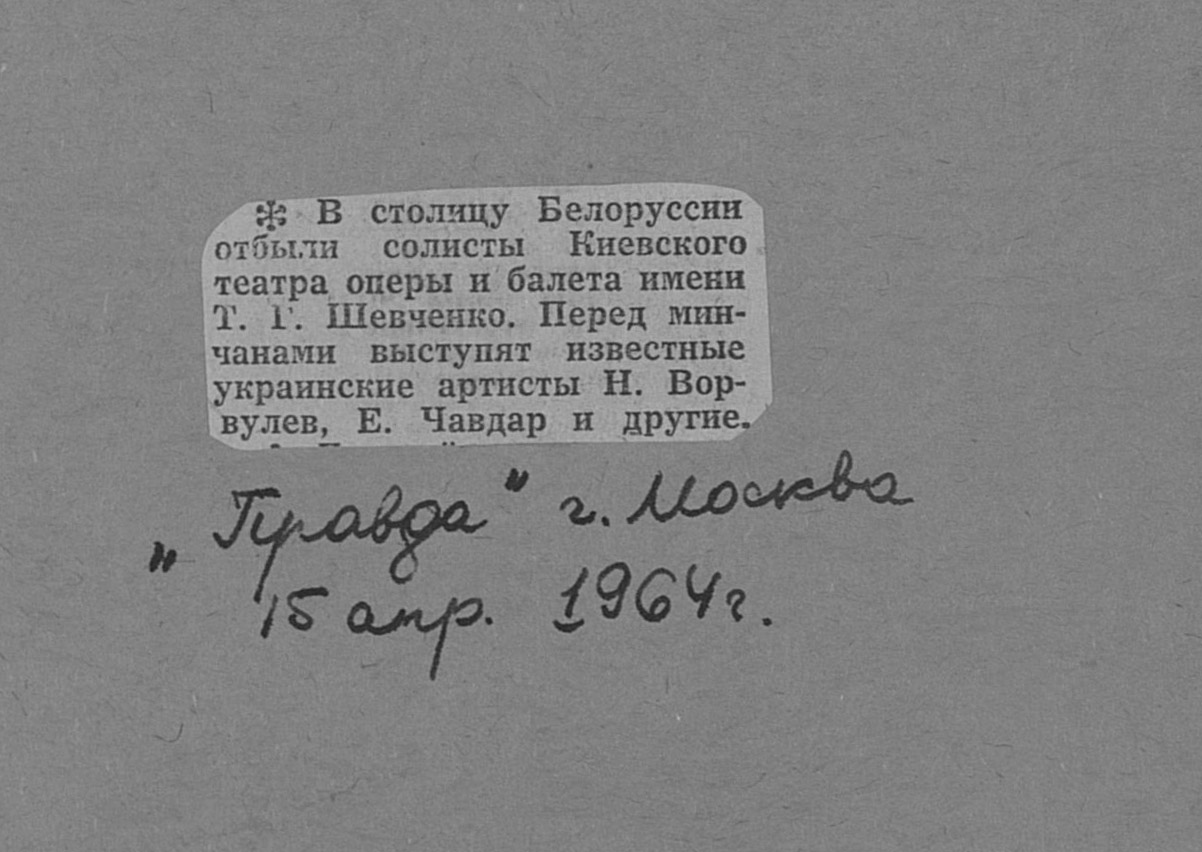 ✻ В столицу Белоруссии
отбыли солисты Киевского
театра оперы и балета имени
Т. Г. Шевченко. Перед мин-
чанами выступят известные
украинские артисты Н. Вор-
вулев, Е. Чавдар и другие.
„Правда" г. Москва
15 апр. 1964г.